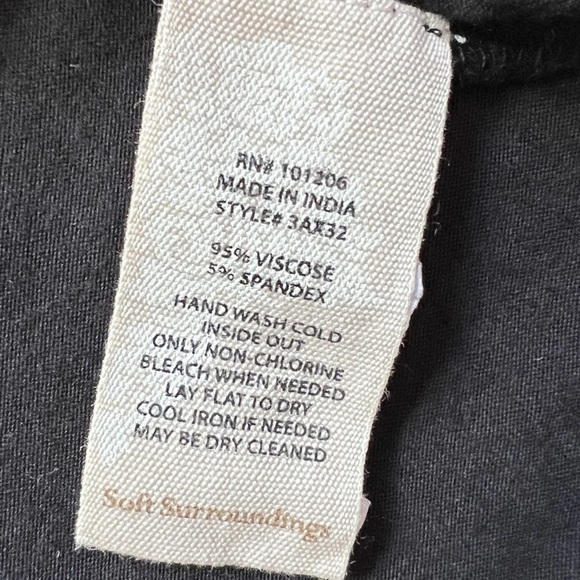 RN# 101206
MADE IN INDIA
STYLE# 3AX32
95% VISCOSE
5% SPANDEX
HAND WASH COLD
INSIDE OUT
ONLY NON-CHLORINE
BLEACH WHEN NEEDED
LAY FLAT TO DRY
COOL IRON IF NEEDED
MAY BE DRY CLEANED
Soft Surroundings